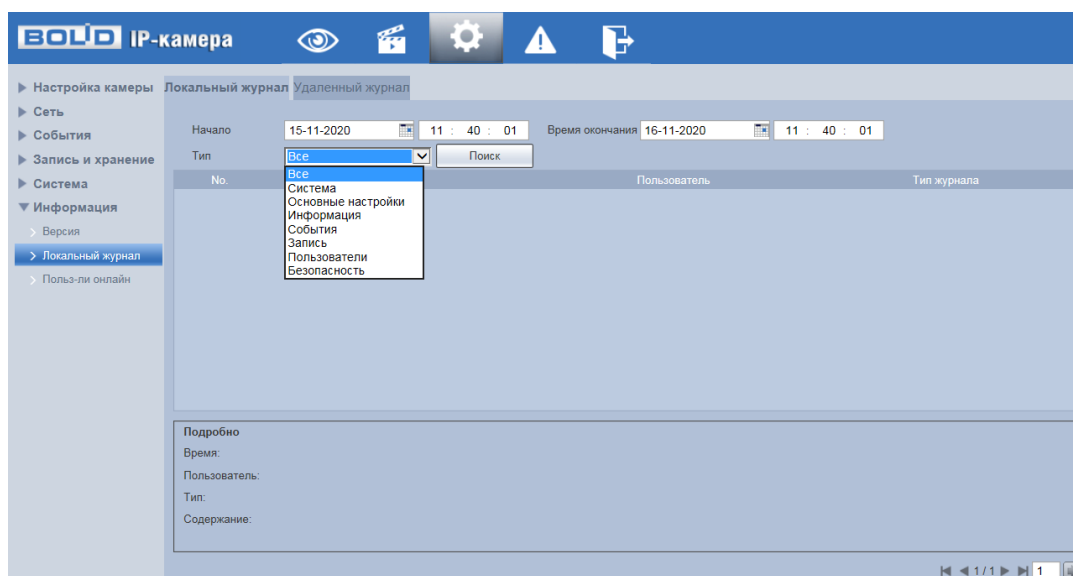 BOLID IP-камера
Настройка камеры
Сеть
События
Запись и хранение
Система
Информация
Версия
Локальный журнал
Польз-ли онлайн
Локальный журнал Удаленный журнал
Начало 15-11-2020 11 : 40 : 01 Время окончания 16-11-2020 11 : 40 : 01
Тип Все Поиск
No. Пользователь Тип журнала
Все
Система
Основные настройки
Информация
События
Запись
Пользователи
Безопасность
Подробно
Время:
Пользователь:
Тип:
Содержание:
1/1 1